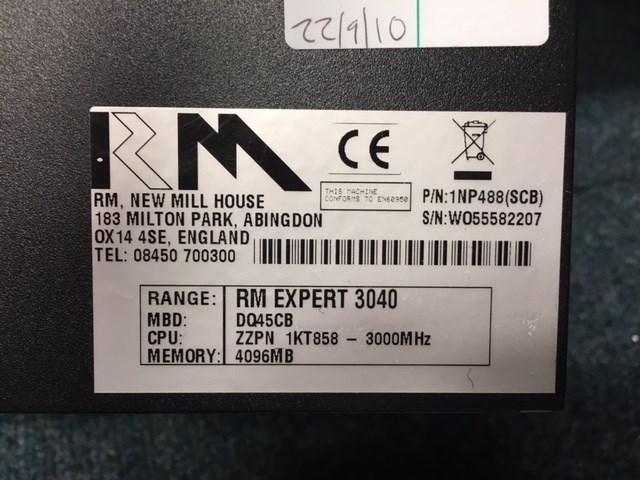 22/9/10
RM
CE
RM, NEW MILL HOUSE
183 MILTON PARK, ABINGDON
OX14 4SE, ENGLAND
TEL: 08450 700300
THIS MACHINE
CONFORMS TO EN60950
P/N:1NP488(SCB)
S/N:WO55582207
RANGE: RM EXPERT 3040
MBD: DQ45CB
CPU: ZZPN 1KT858 - 3000MHz
MEMORY: 4096MB